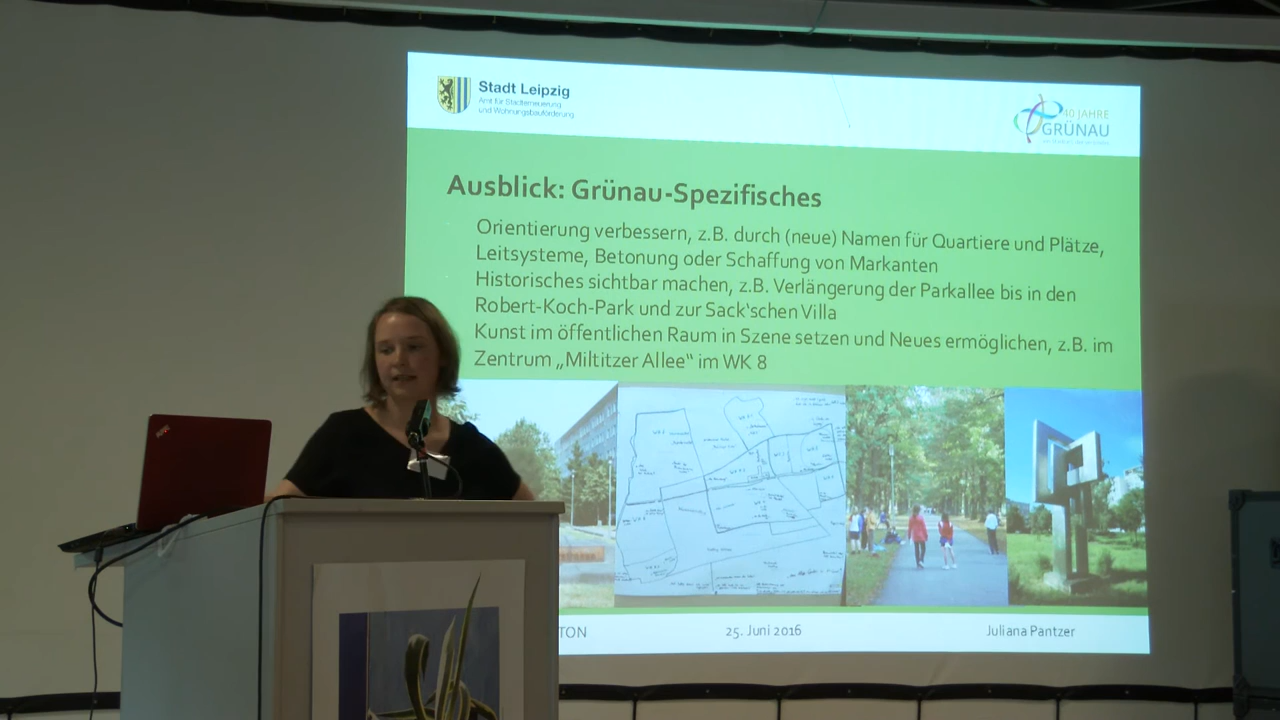 Stadt Leipzig
Amt für Stadterneuerung
und Wohnungsbauförderung
40 JAHRE
GRÜNAU
Ausblick: Grünau-Spezifisches
Orientierung verbessern, z.B. durch (neue) Namen für Quartiere und Plätze,
Leitsysteme, Betonung oder Schaffung von Markanten
Historisches sichtbar machen, z.B. Verlängerung der Parkallee bis in den
Robert-Koch-Park und zur Sack'schen Villa
Kunst im öffentlichen Raum in Szene setzen und Neues ermöglichen, z.B. im
Zentrum „Miltitzer Allee“ im WK 8
TON
25. Juni 2016
Juliana Pantzer